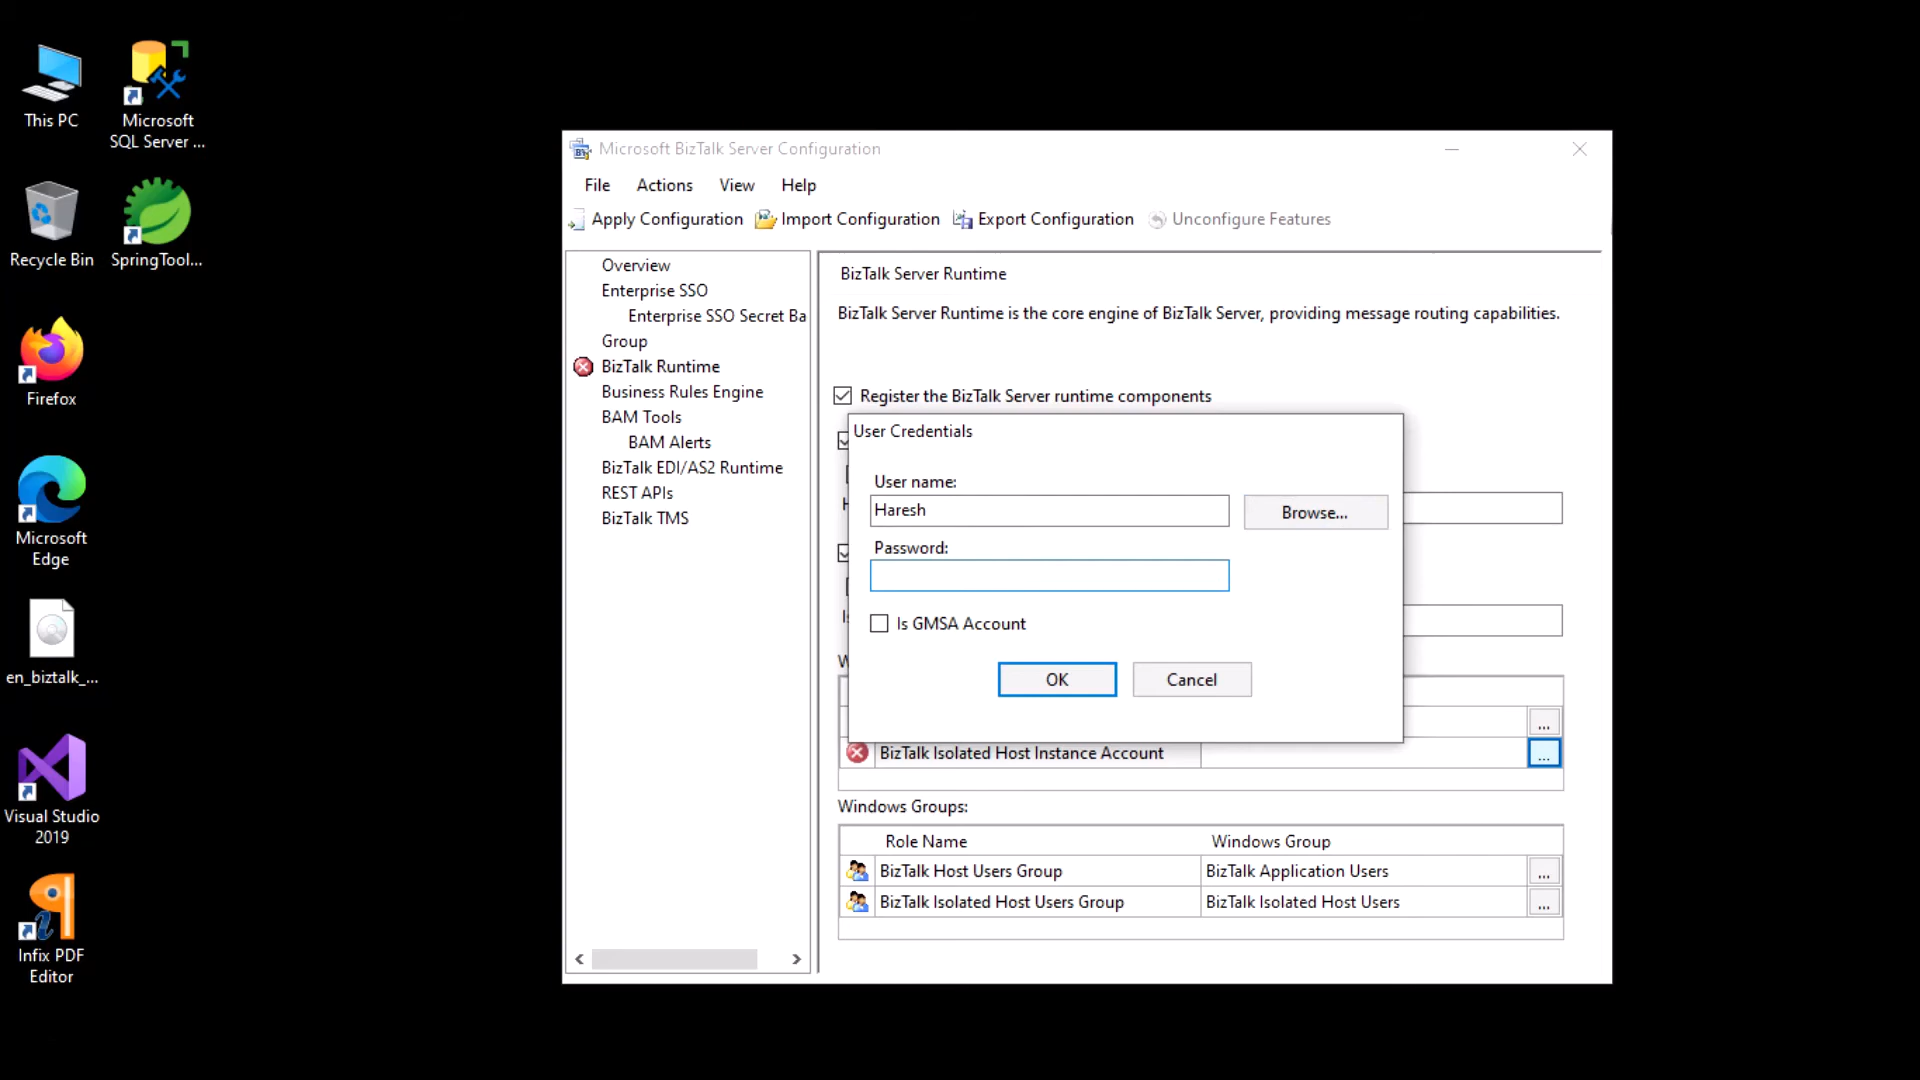 This PC
Microsoft
SQL Server ...
Recycle Bin
SpringTool...
Firefox
Microsoft
Edge
en_biztalk_...
Visual Studio
2019
Infix PDF
Editor
Microsoft BizTalk Server Configuration
File Actions View Help
Apply Configuration Import Configuration Export Configuration Unconfigure Features
Overview
Enterprise SSO
Enterprise SSO Secret Ba
Group
BizTalk Runtime
Business Rules Engine
BAM Tools
BAM Alerts
BizTalk EDI/AS2 Runtime
REST APIs
BizTalk TMS
BizTalk Server Runtime
BizTalk Server Runtime is the core engine of BizTalk Server, providing message routing capabilities.
Register the BizTalk Server runtime components
User Credentials
User name:
Haresh
Browse...
Password:
Is GMSA Account
OK
Cancel
...
BizTalk Isolated Host Instance Account ...
Windows Groups:
Role Name Windows Group
BizTalk Host Users Group BizTalk Application Users ...
BizTalk Isolated Host Users Group BizTalk Isolated Host Users ...